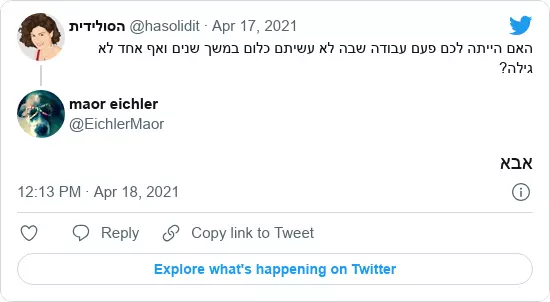 הסולידית @hasolidit · Apr 17, 2021
האם הייתה לכם פעם עבודה שבה לא עשיתם כלום במשך שנים ואף אחד לא
גילה?
maor eichler
@EichlerMaor
אבא
12:13 PM · Apr 18, 2021
Reply
Copy link to Tweet
Explore what's happening on Twitter